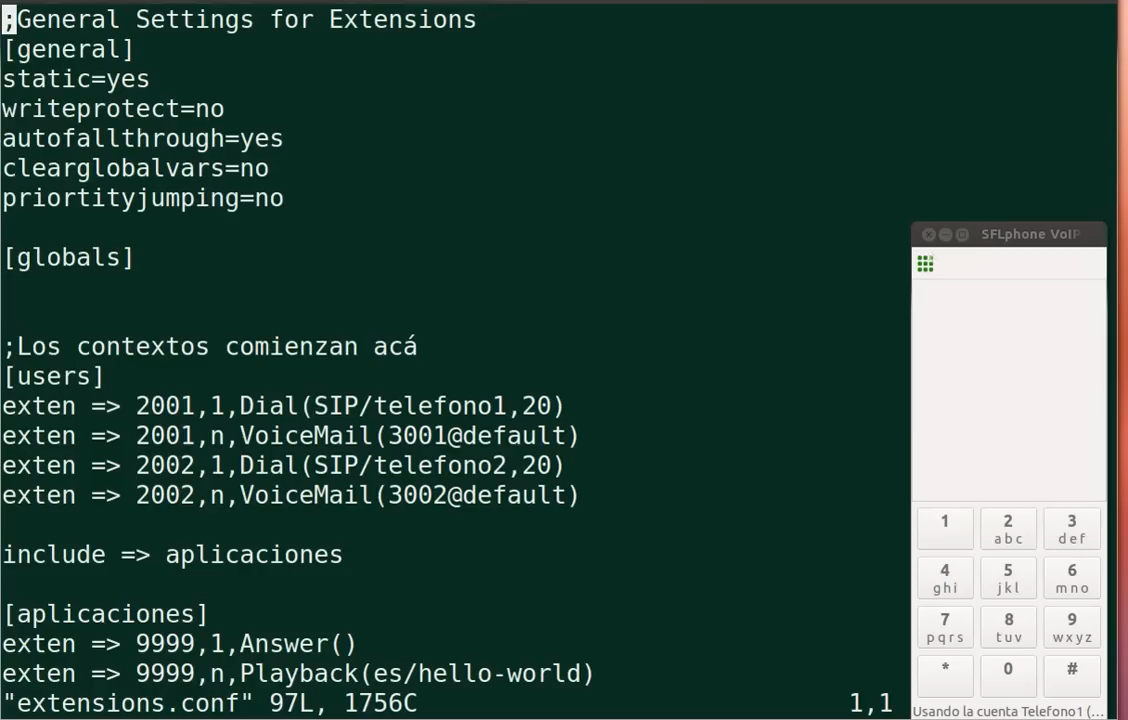 ;General Settings for Extensions
[general]
static=yes
writeprotect=no
autofallthrough=yes
clearglobalvars=no
priortityjumping=no
[globals]
;Los contextos comienzan acá
[users]
exten => 2001,1,Dial(SIP/telefono1,20)
exten => 2001,n,VoiceMail(3001@default)
exten => 2002,1,Dial(SIP/telefono2,20)
exten => 2002,n,VoiceMail(3002@default)
include => aplicaciones
[aplicaciones]
exten => 9999,1,Answer()
exten => 9999,n,Playback(es/hello-world)
"extensions.conf" 97L, 1756C 1,1
SFLphone VoIP
1 2 3
abc def
4 5 6
ghi jkl mno
7 8 9
pqrs tuv wxyz
* 0 #
Usando la cuenta Telefono1 (...